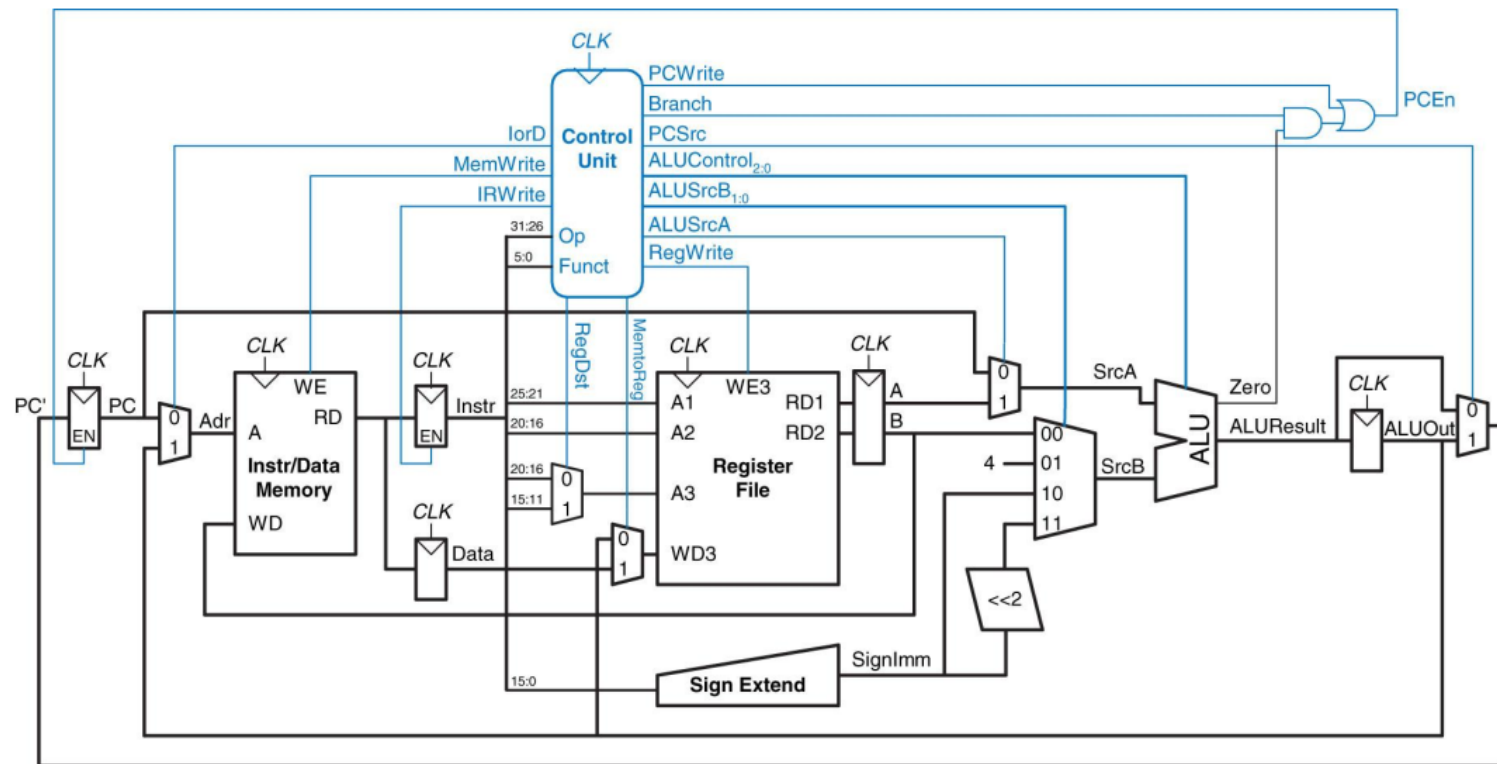 CLK
PCWrite
Branch
PCEn
IorD
Control
Unit
PCSrc
MemWrite
ALUControl2:0
IRWrite
ALUSrcB1:0
31:26
Op
ALUSrcA
5:0
Funct
RegWrite
RegDst
MemtoReg
CLK
CLK
CLK
CLK
CLK
CLK
PC'
EN
PC
0
1
Adr
WE
RD
A
Instr/Data
Memory
WD
EN
Instr
CLK
Data
25:21
20:16
20:16
15:11
0
1
0
1
WE3
A1
RD1
A2
RD2
A3
Register
File
WD3
A
B
0
1
SrcA
00
4
01
10
11
SrcB
<<2
ALU
Zero
ALUResult
ALUOut
0
1
SignImm
15:0
Sign Extend